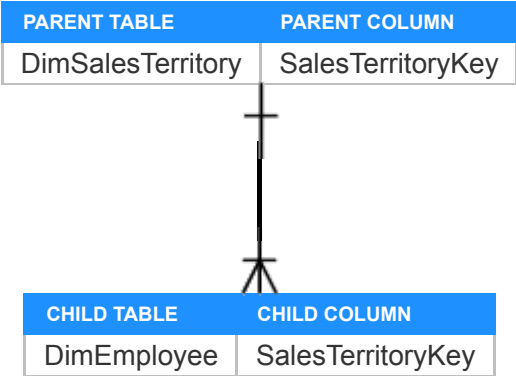 PARENT TABLE PARENT COLUMN
DimSalesTerritory SalesTerritoryKey
CHILD TABLE CHILD COLUMN
DimEmployee SalesTerritoryKey